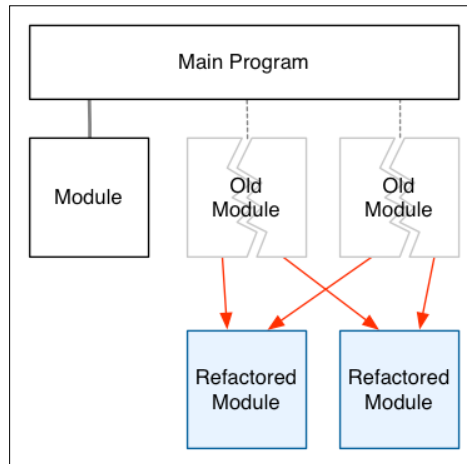 Main Program
Module
Old
Module
Old
Module
Refactored
Module
Refactored
Module